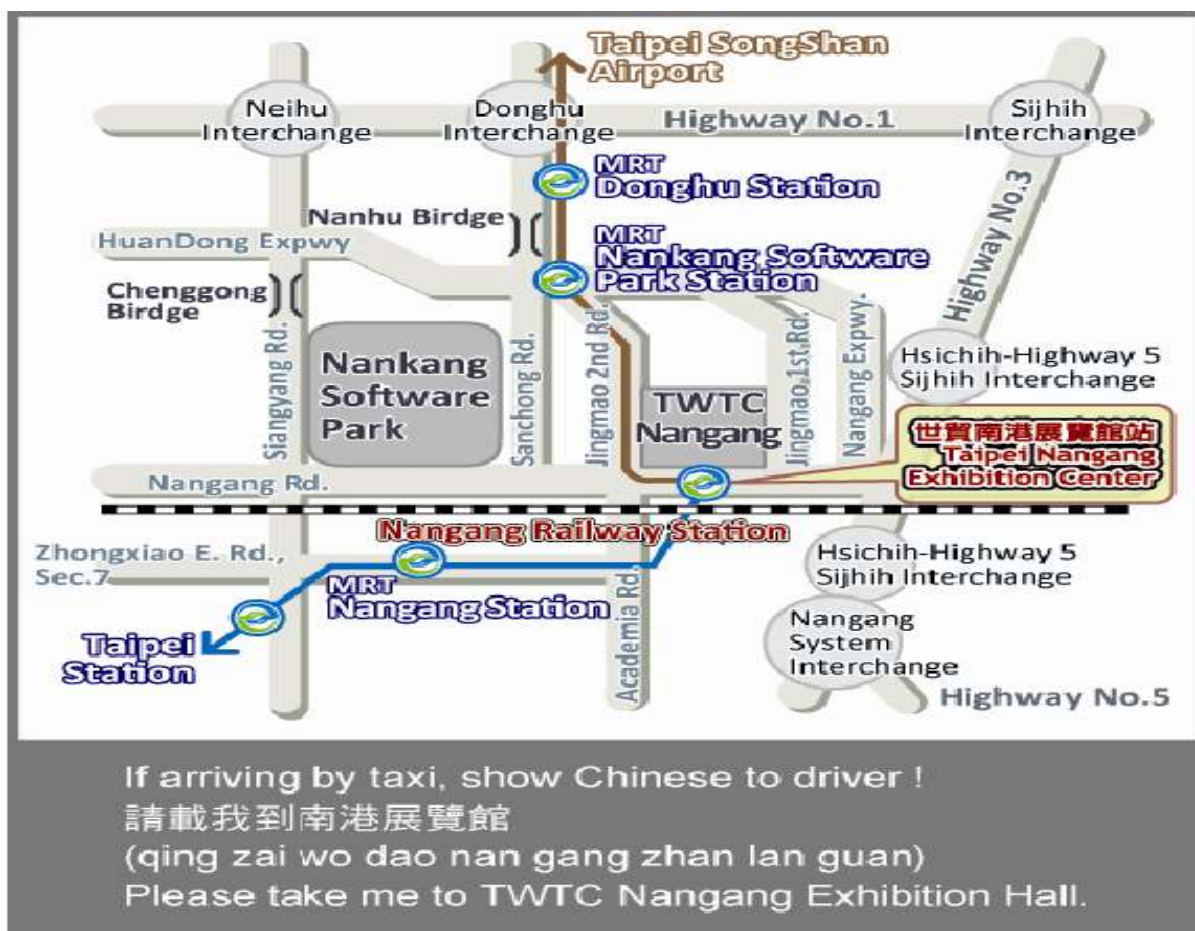 Taipei SongShan
Airport
Neihu
Interchange
Donghu
Interchange
Highway No.1
Sijhih
Interchange
MRT
Donghu Station
Highway No.3
Nanhu Birdge
HuanDong Expwy
MRT
Nankang Software
Park Station
Chenggong
Birdge
Siangyang Rd.
Nankang
Software
Park
Sanchong Rd.
Jingmao 2nd Rd.
TWTC
Nangang
Jingmao 1st Rd.
Nangang Expwy.
Hsichih-Highway 5
Sijhih Interchange
世貿南港展覽館站
Taipei Nangang
Exhibition Center
Nangang Rd.
Nangang Railway Station
Zhongxiao E. Rd.,
Sec.7
MRT
Nangang Station
Academia Rd.
Hsichih-Highway 5
Sijhih Interchange
Taipei
Station
Nangang
System
Interchange
Highway No.5
If arriving by taxi, show Chinese to driver !
請載我到南港展覽館
(qing zai wo dao nan gang zhan lan guan)
Please take me to TWTC Nangang Exhibition Hall.